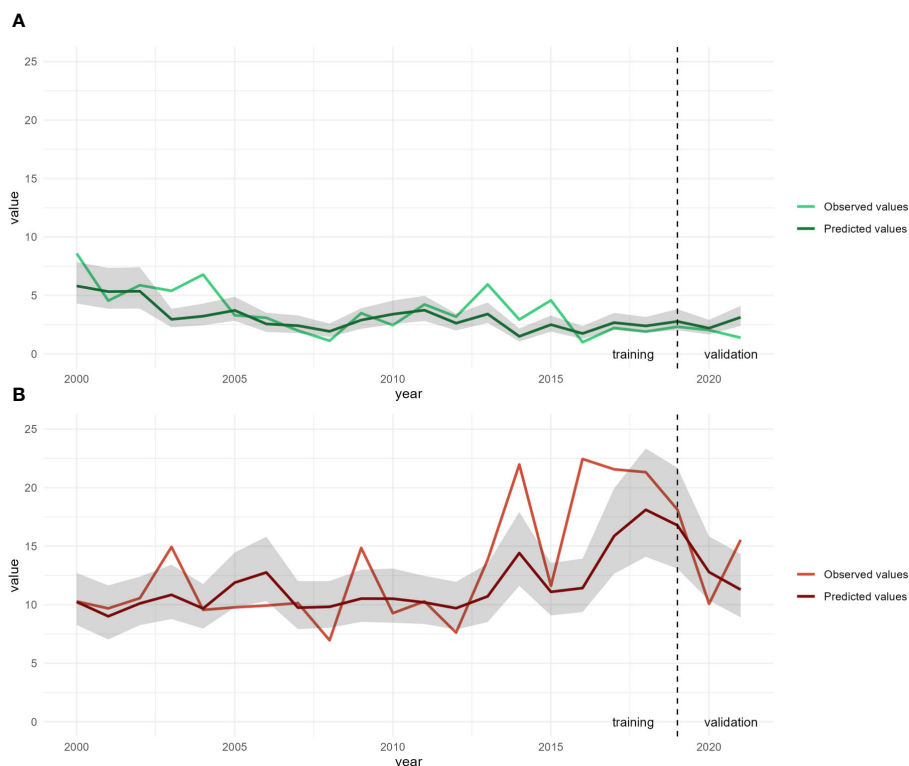 A
25
20
15
10
5
0
value
training
validation
2000
2005
2010
2015
2020
year
Observed values
Predicted values
B
25
20
15
10
5
0
value
training
validation
2000
2005
2010
2015
2020
year
Observed values
Predicted values